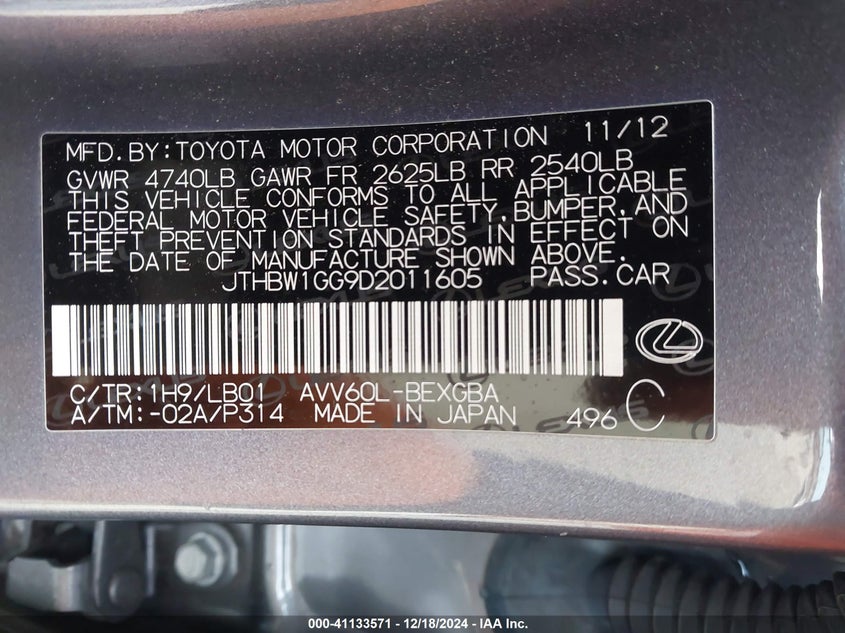 MFD.BY:TOYOTA MOTOR CORPORATION 11/12
GVWR 4740LB GAWR FR 2625LB RR 2540LB
THIS VEHICLE CONFORMS TO ALL APPLICABLE
FEDERAL MOTOR VEHICLE SAFETY,BUMPER,AND
THEFT PREVENTION STANDARDS IN EFFECT ON
THE DATE OF MANUFACTURE SHOWN ABOVE.
JTHBW1GG9D2011605 PASS.CAR
C/TR:1H9/LB01 AVV60L-BEXGBA
A/TM:-02A/P314 MADE IN JAPAN 496 C
000-41133571 - 12/18/2024 - IAA Inc.